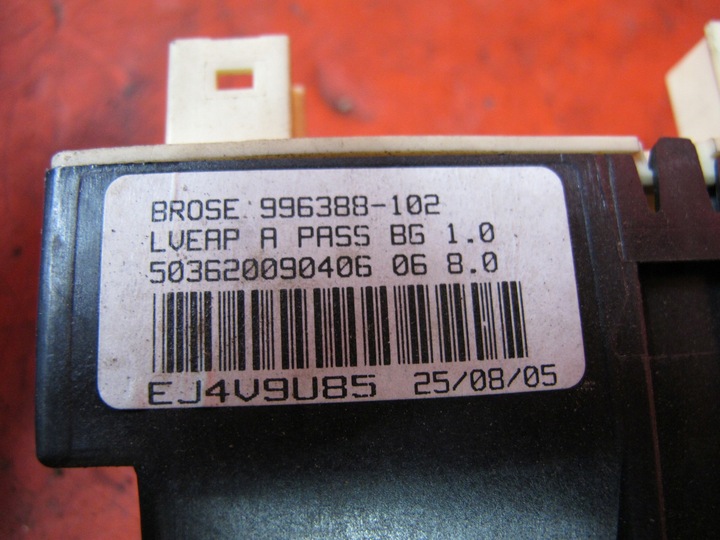 BROSE 996388-102
LVEAP A PASS BG 1.0
503620090406 06 8.0
EJ4V9U85 25/08/05